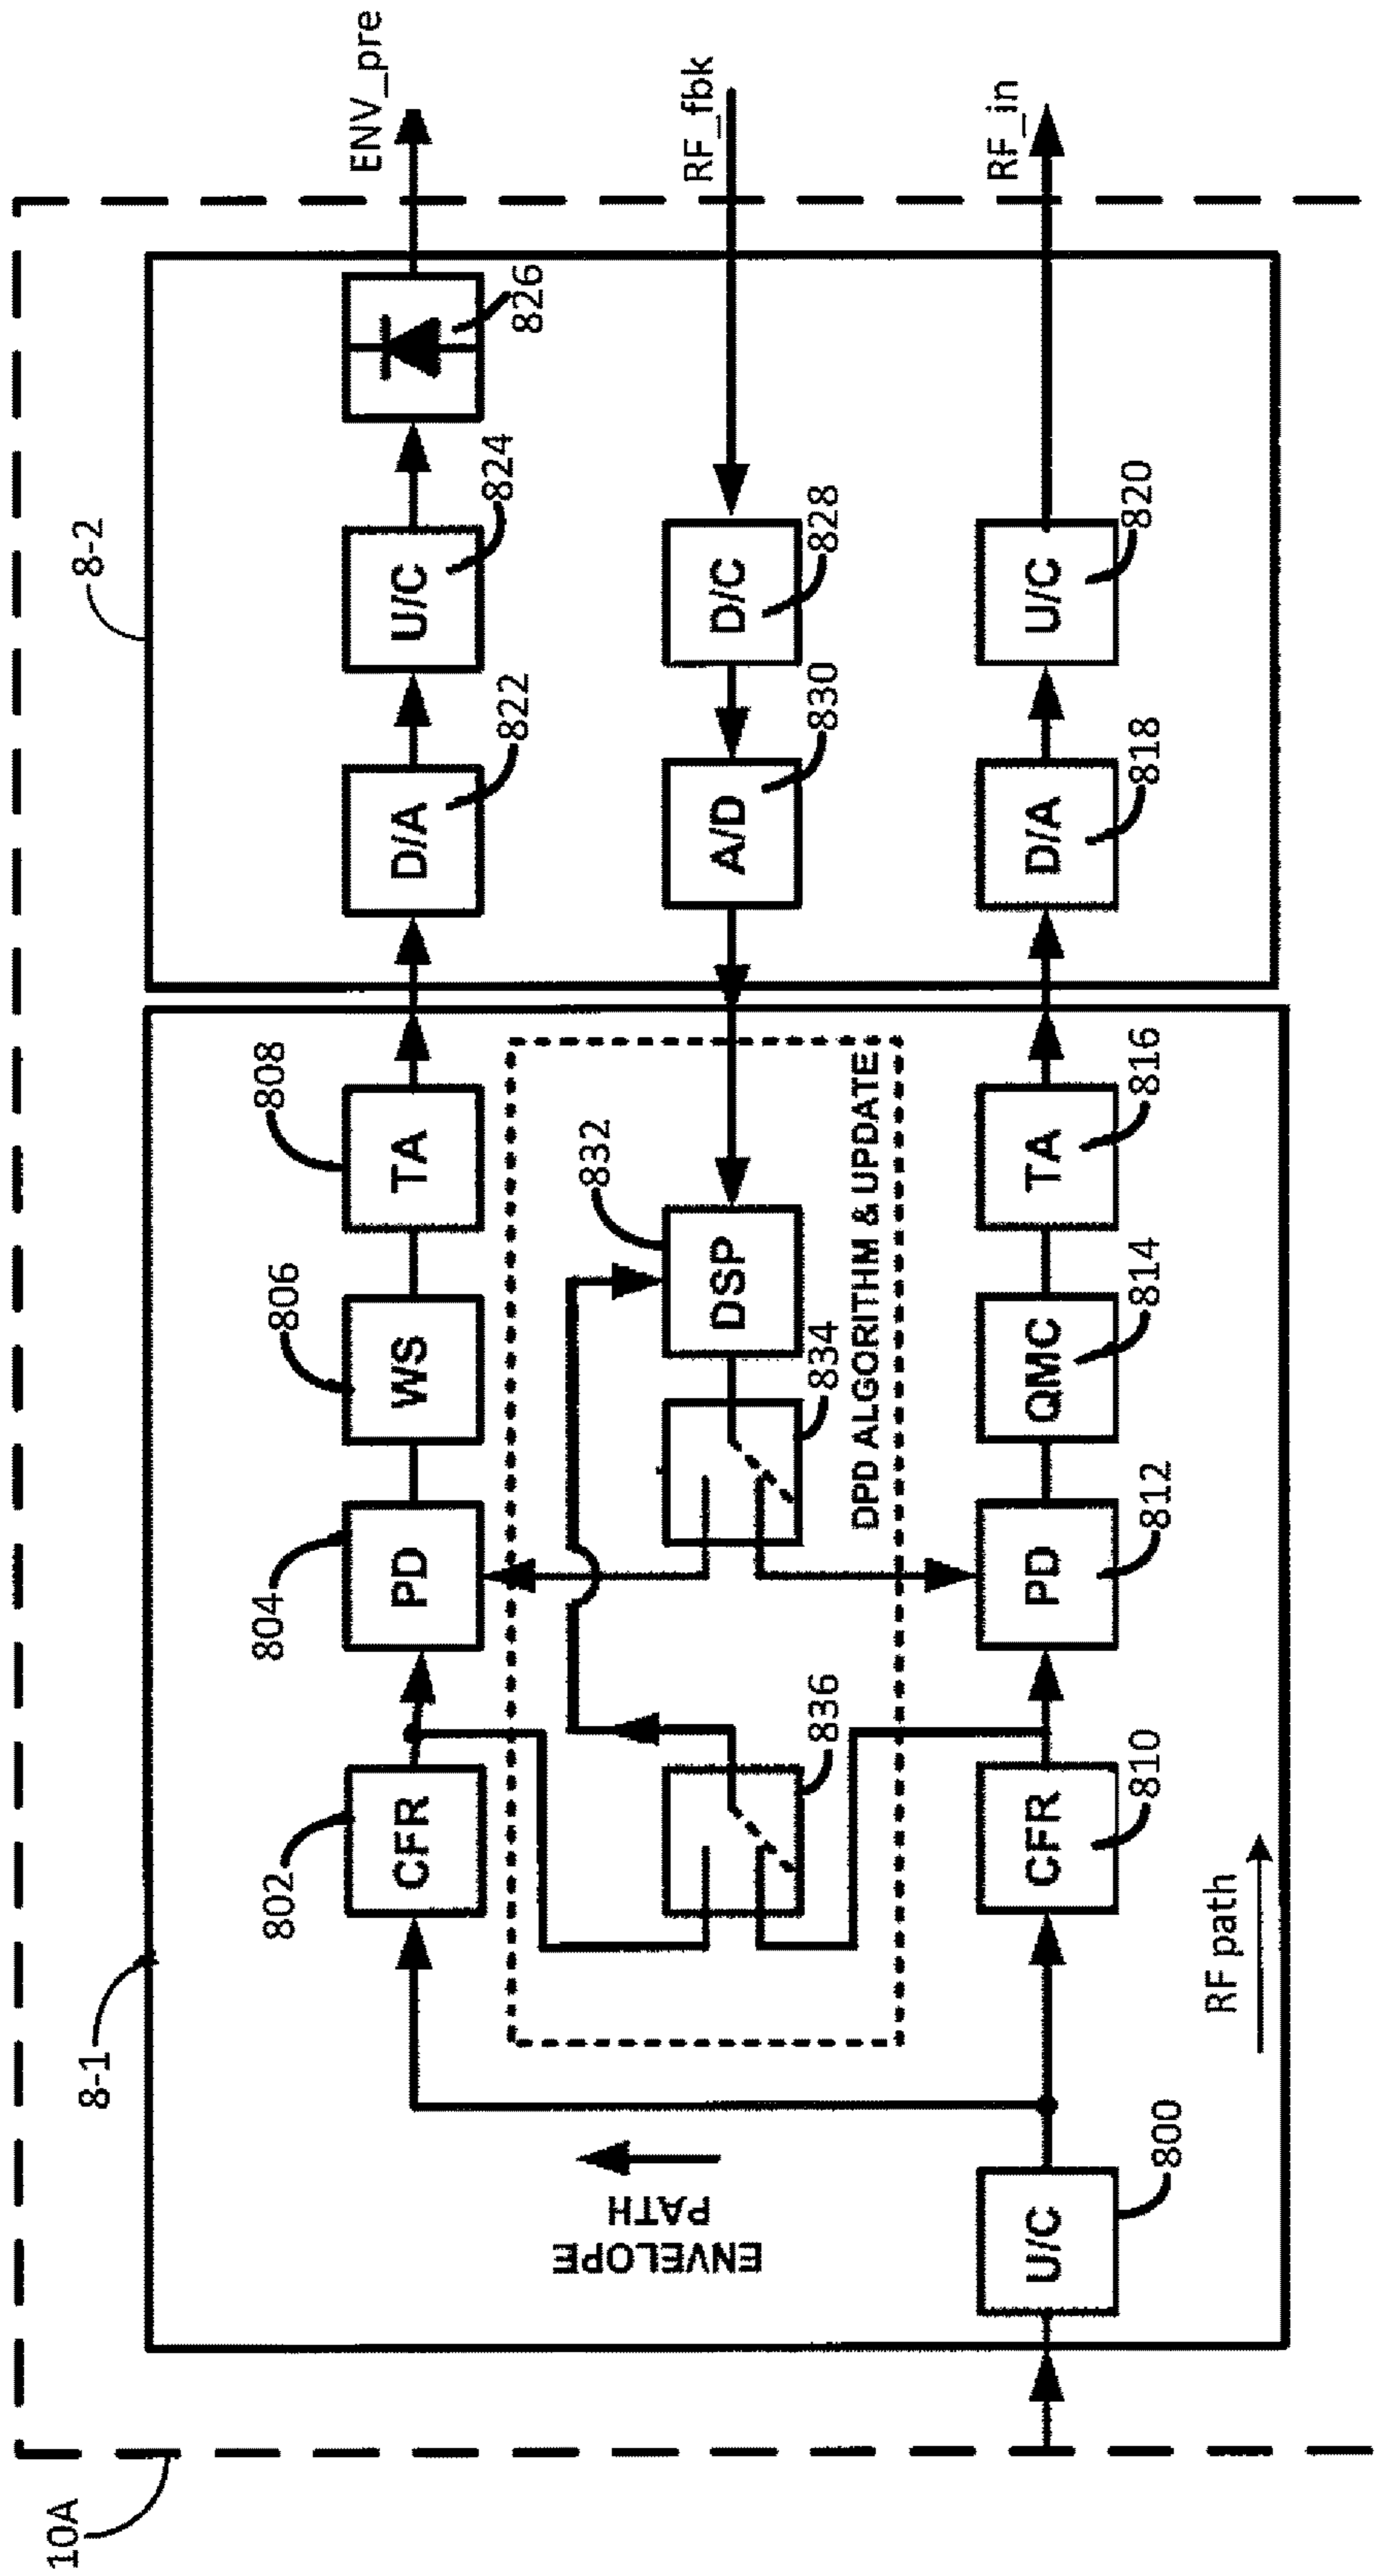 10A
8-1
8-2
802
CFR
804
PD
806
WS
808
TA
822
D/A
824
U/C
826
ENV_pre
ENVELOPE
PATH
836
834
832
DSP
DPD ALGORITHM & UPDATE
830
A/D
828
D/C
RF_fbk
800
U/C
810
CFR
812
PD
814
QMC
816
TA
818
D/A
820
U/C
RF_in
RF path